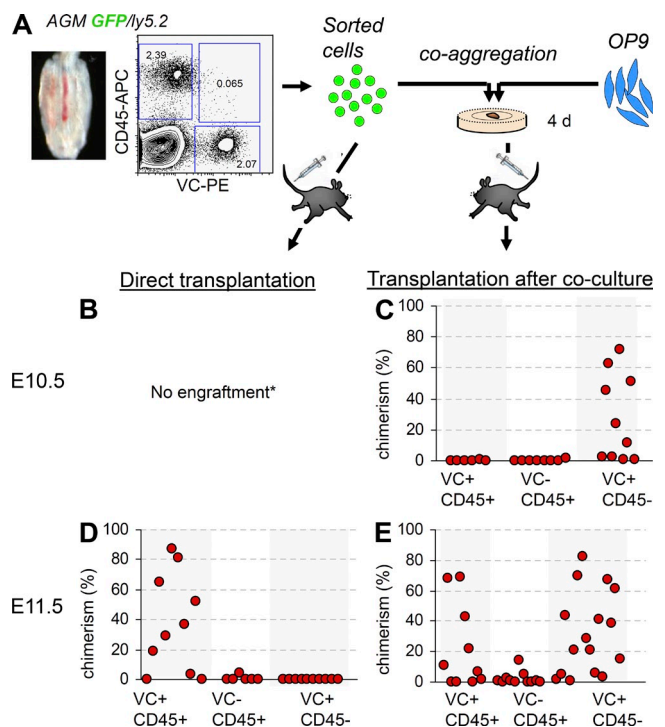 A
AGM GFP/ly5.2
Sorted
cells
co-aggregation
OP9
2.39
0.065
2.07
CD45-APC
VC-PE
4 d
Direct transplantation
Transplantation after co-culture
B
C
E10.5
No engraftment*
chimerism (%)
100
80
60
40
20
0
VC+
CD45+
VC-
CD45+
VC+
CD45-
D
E
E11.5
chimerism (%)
100
80
60
40
20
0
VC+
CD45+
VC-
CD45+
VC+
CD45-
chimerism (%)
100
80
60
40
20
0
VC+
CD45+
VC-
CD45+
VC+
CD45-